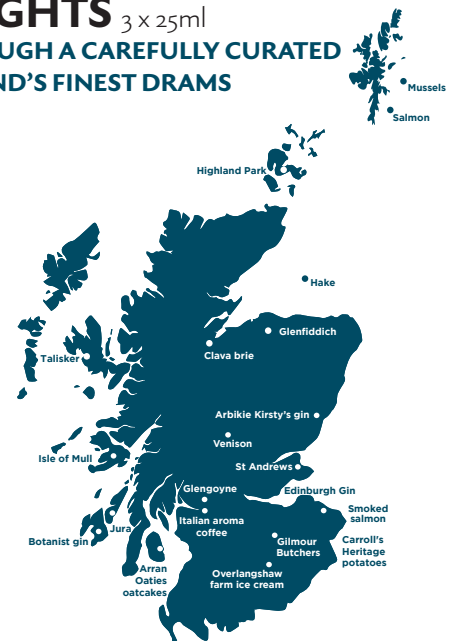 GHTS 3 x 25ml
UGH A CAREFULLY CURATED
ND'S FINEST DRAMS
Mussels
Salmon
Highland Park
Hake
Glenfiddich
Talisker
Clava brie
Arbikie Kirsty's gin
Venison
Isle of Mull
St Andrews
Glengoyne
Edinburgh Gin
Italian aroma
coffee
Smoked
salmon
Jura
Botanist gin
Gilmour
Butchers
Carroll's
Heritage
potatoes
Arran
Oaties
oatcakes
Overlangshaw
farm ice cream